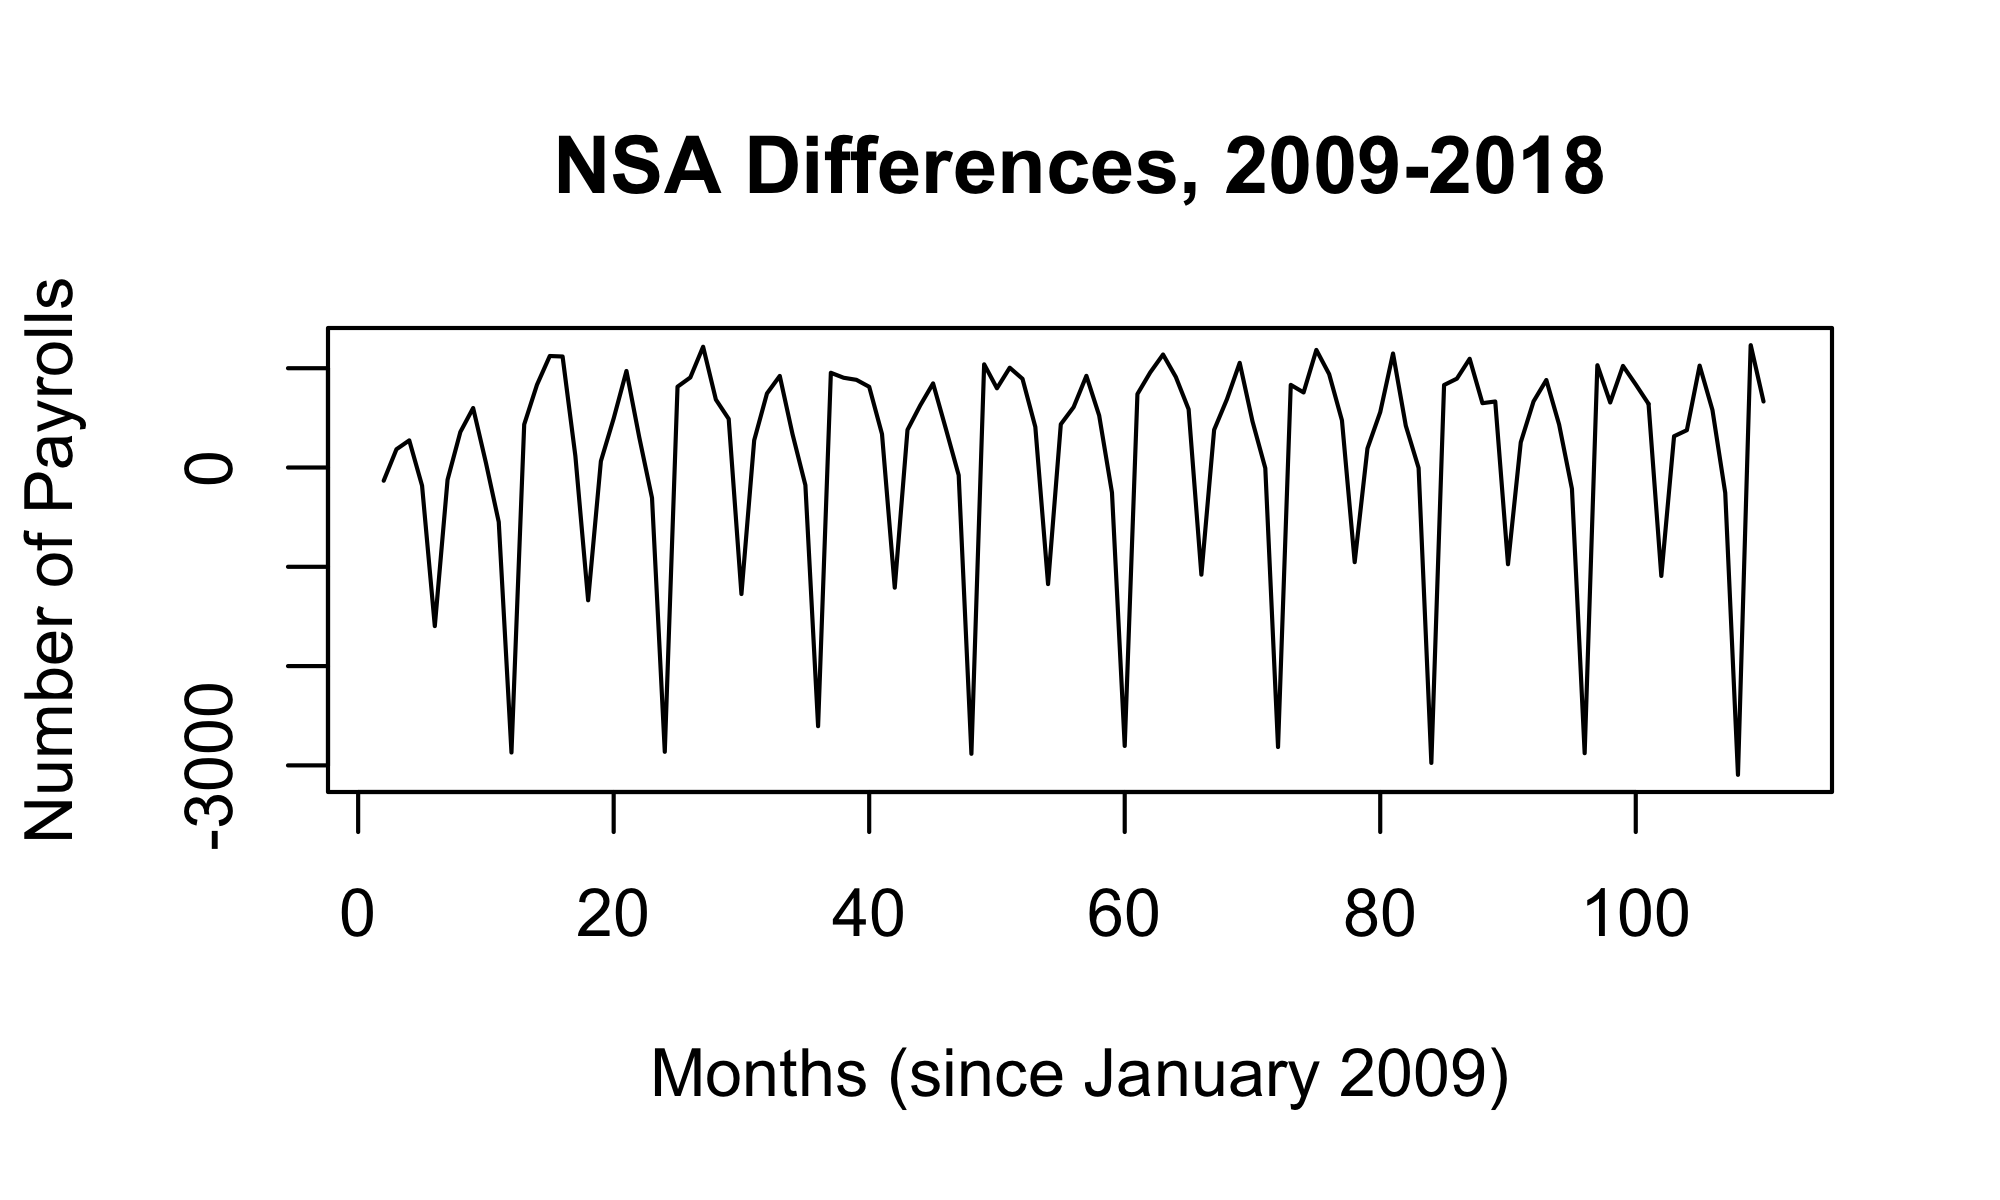 NSA Differences, 2009-2018
Number of Payrolls
0
-3000
0 20 40 60 80 100
Months (since January 2009)